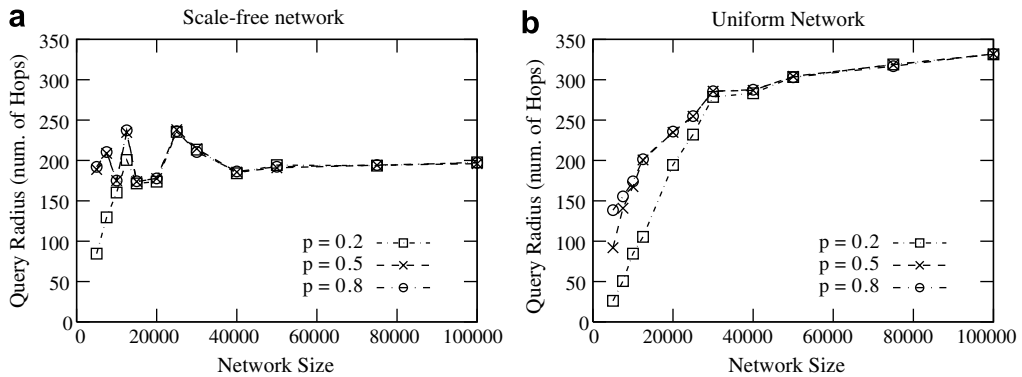 a
Scale-free network
Query Radius (num. of Hops)
350
300
250
200
150
100
50
0
p = 0.2
p = 0.5
p = 0.8
0 20000 40000 60000 80000 100000
Network Size
b
Uniform Network
Query Radius (num. of Hops)
350
300
250
200
150
100
50
0
p = 0.2
p = 0.5
p = 0.8
0 20000 40000 60000 80000 100000
Network Size